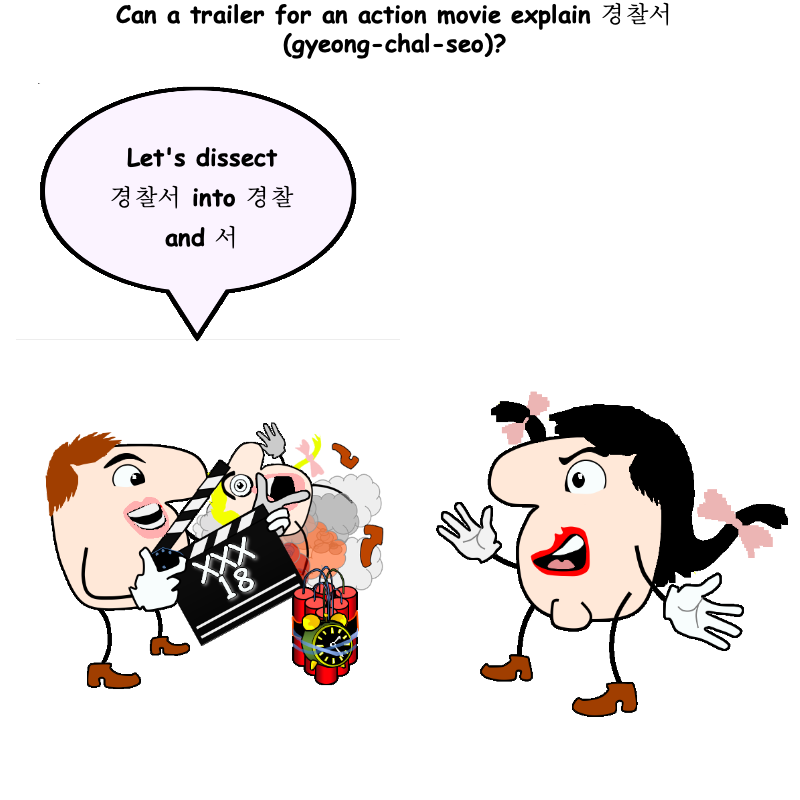 Can a trailer for an action movie explain 경찰서
(gyeong-chal-seo)?
Let's dissect
경찰서 into 경찰
and 서
XXX
18